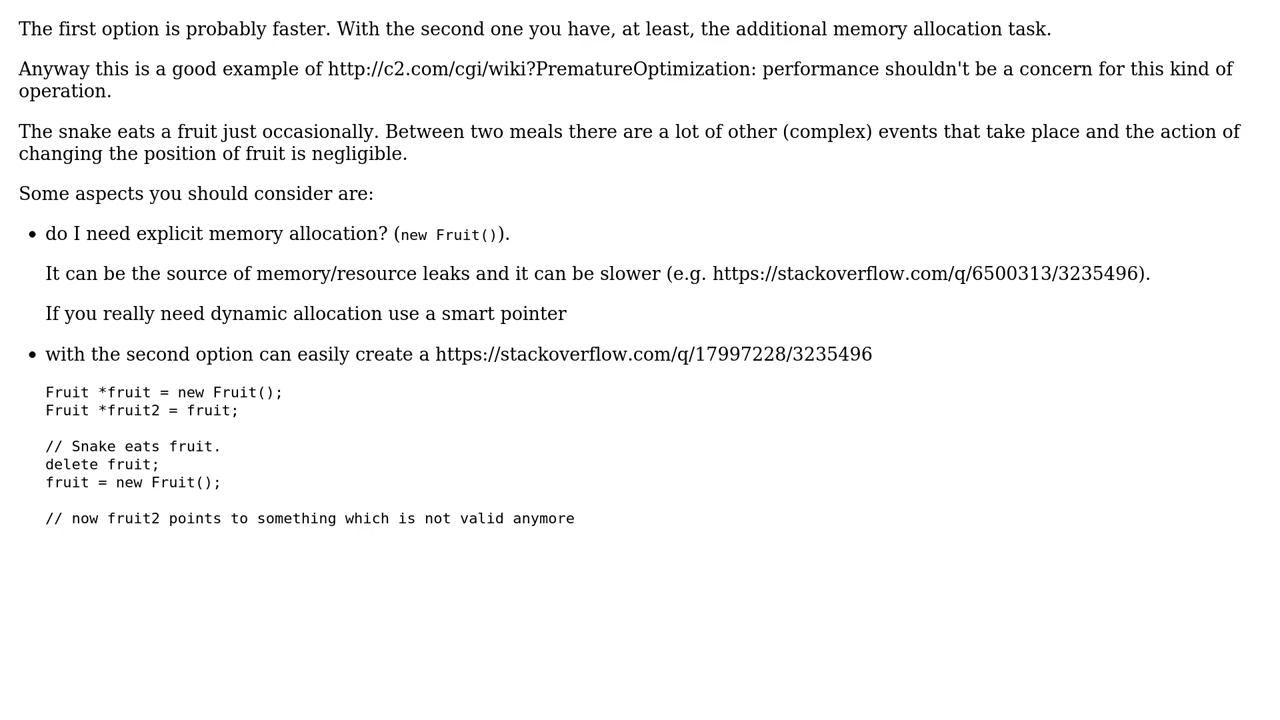 The first option is probably faster. With the second one you have, at least, the additional memory allocation task.
Anyway this is a good example of http://c2.com/cgi/wiki?PrematureOptimization: performance shouldn't be a concern for this kind of
operation.
The snake eats a fruit just occasionally. Between two meals there are a lot of other (complex) events that take place and the action of
changing the position of fruit is negligible.
Some aspects you should consider are:
• do I need explicit memory allocation? (new Fruit()).
It can be the source of memory/resource leaks and it can be slower (e.g. https://stackoverflow.com/q/6500313/3235496).
If you really need dynamic allocation use a smart pointer
• with the second option can easily create a https://stackoverflow.com/q/17997228/3235496
Fruit *fruit = new Fruit();
Fruit *fruit2 = fruit;
// Snake eats fruit.
delete fruit;
fruit = new Fruit();
// now fruit2 points to something which is not valid anymore